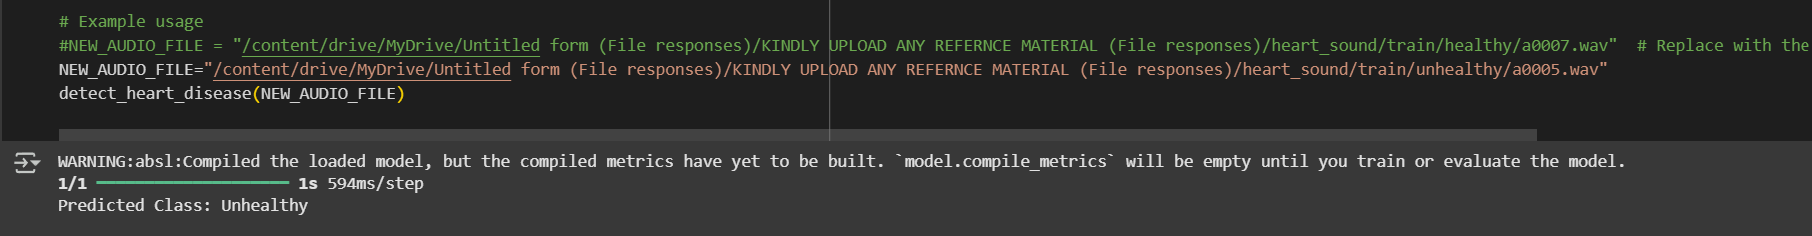 # Example usage
#NEW_AUDIO_FILE = "/content/drive/MyDrive/Untitled form (File responses)/KINDLY UPLOAD ANY REFERNCE MATERIAL (File responses)/heart_sound/train/healthy/a0007.wav"  # Replace with the
NEW_AUDIO_FILE="/content/drive/MyDrive/Untitled form (File responses)/KINDLY UPLOAD ANY REFERNCE MATERIAL (File responses)/heart_sound/train/unhealthy/a0005.wav"
detect_heart_disease(NEW_AUDIO_FILE)
WARNING:absl:Compiled the loaded model, but the compiled metrics have yet to be built. `model.compile_metrics` will be empty until you train or evaluate the model.
1/1 ━━━━━━━━━━━━━━━━━━━━ 1s 594ms/step
Predicted Class: Unhealthy